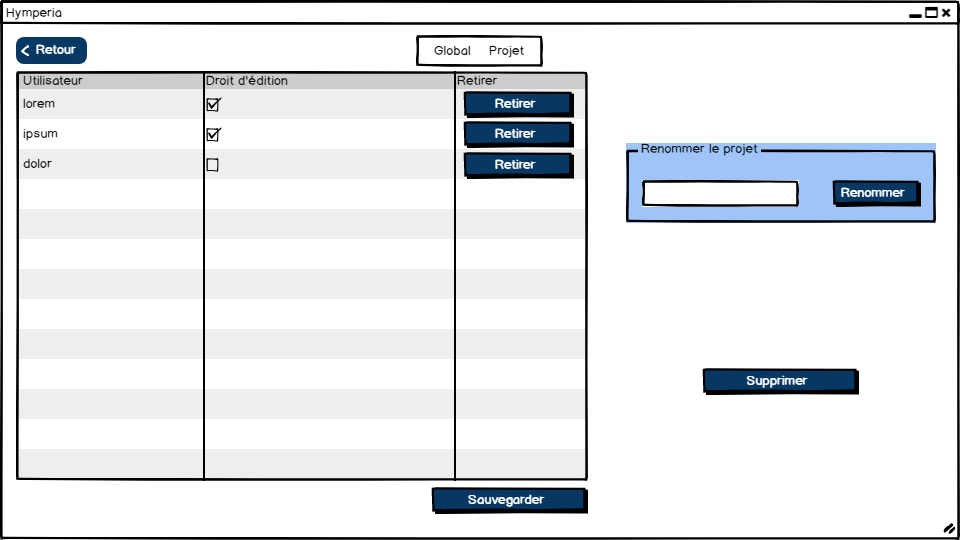 Hymperia
Retour
Global Projet
Utilisateur Droit d'édition Retirer
lorem Retirer
ipsum Retirer
dolor Retirer
Renommer le projet
Renommer
Supprimer
Sauvegarder